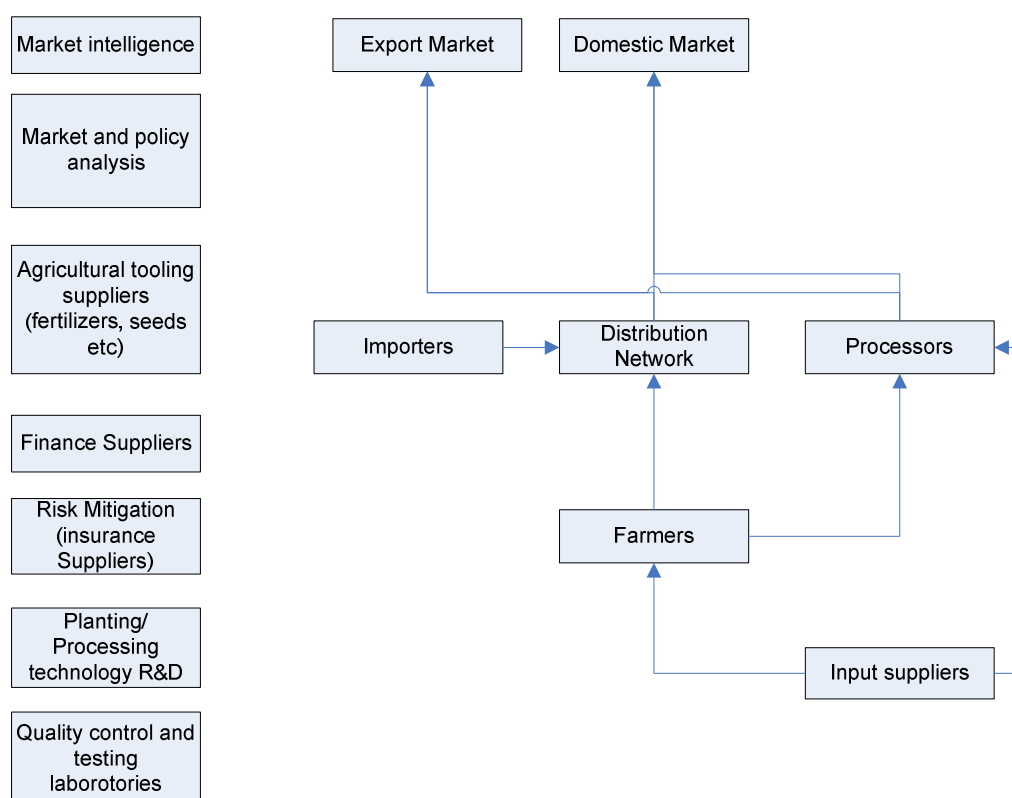 Market intelligence
Export Market
Domestic Market
Market and policy
analysis
Agricultural tooling
suppliers
(fertilizers, seeds
etc)
Importers
Distribution
Network
Processors
Finance Suppliers
Risk Mitigation
(insurance
Suppliers)
Farmers
Planting/
Processing
technology R&D
Input suppliers
Quality control and
testing
laborotories